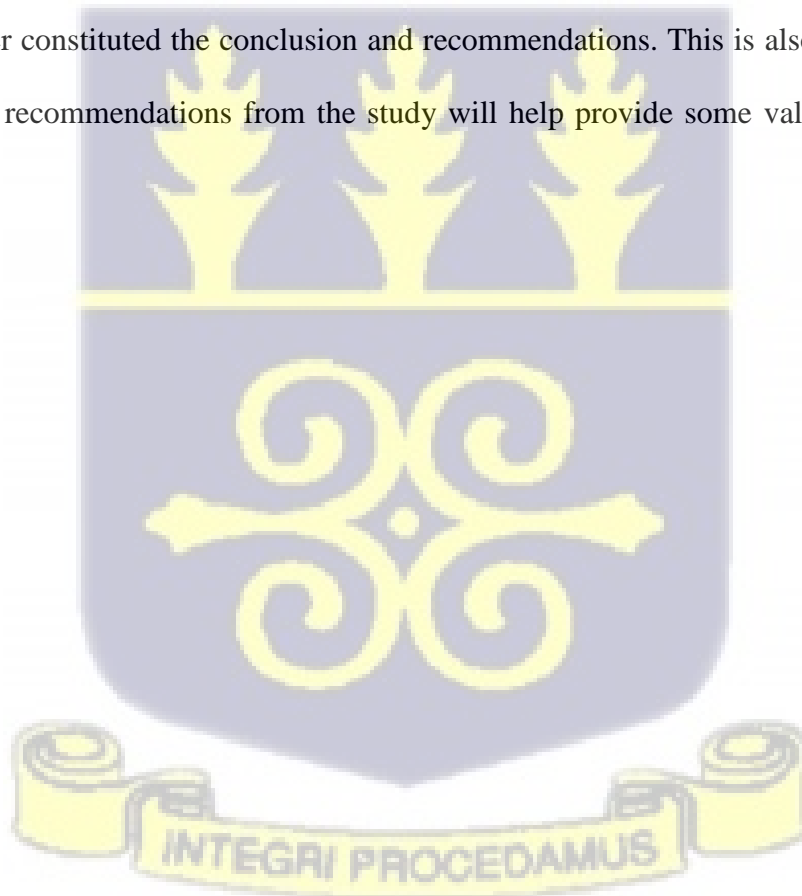 er constituted the conclusion and recommendations. This is also
recommendations from the study will help provide some val
INTEGRI PROCEDAMUS